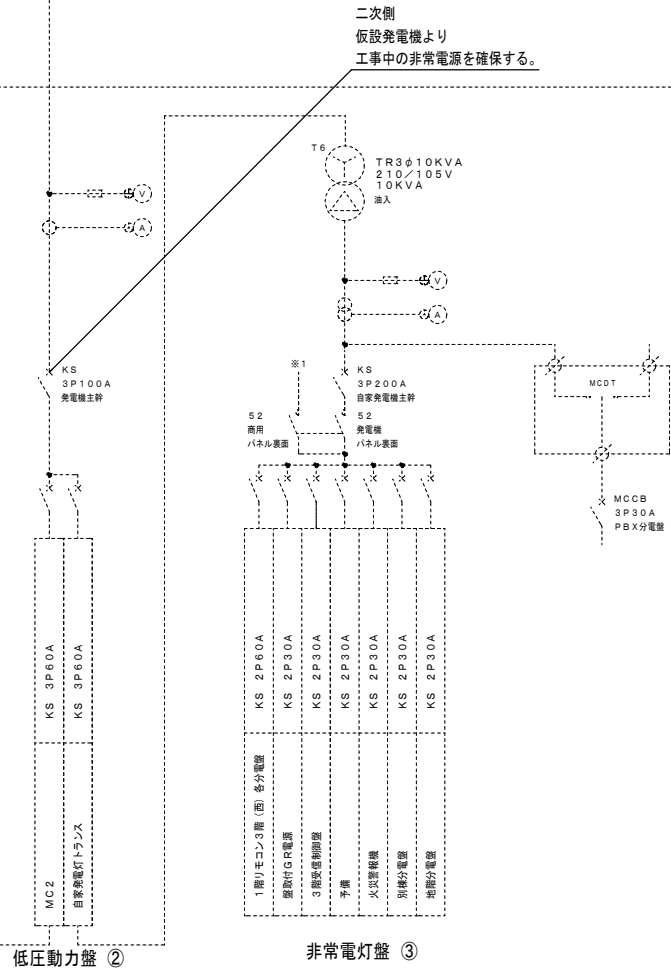 二次側
仮設発電機より
工事中の非常電源を確保する。
T6
TR3φ10KVA
210/105V
10KVA
油入
V
A
V
A
KS
3P100A
発電機主幹
※1
KS
3P200A
自家発電機主幹
52
商用
パネル裏面
52
発電機
パネル裏面
MCDT
MCCB
3P30A
PBX分電盤
KS 3P60A
KS 3P60A
MC2
自家発電灯トランス
KS 2P60A
KS 2P30A
KS 2P30A
KS 2P30A
KS 2P30A
KS 2P30A
KS 2P30A
1階リモコン3階(西)各分電盤
盤取付GR電源
3階受信制御盤
予備
火災警報機
別棟分電盤
地階分電盤
低圧動力盤 ②
非常電灯盤 ③